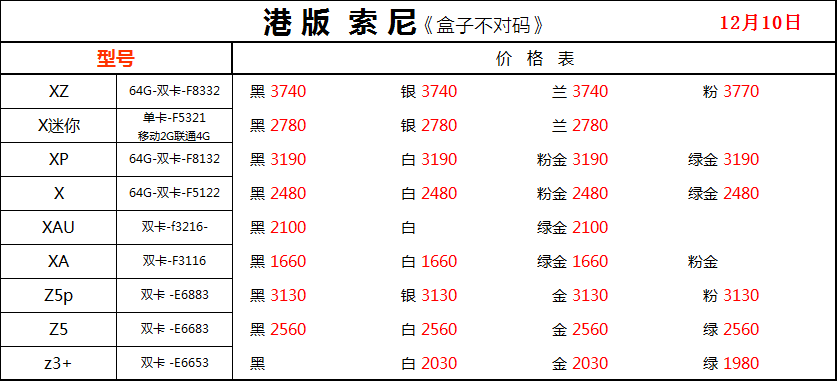 港版 索尼《盒子不对码》 12月10日
型号 价格表
XZ 64G-双卡-F8332 黑 3740 银 3740 兰 3740 粉 3770
X迷你 单卡-F5321 黑 2780 银 2780 兰 2780
移动2G联通4G
XP 64G-双卡-F8132 黑 3190 白 3190 粉金 3190 绿金 3190
X 64G-双卡-F5122 黑 2480 白 2480 粉金 2480 绿金 2480
XAU 双卡-f3216- 黑 2100 白 绿金 2100
XA 双卡-F3116 黑 1660 白 1660 绿金 1660 粉金
Z5p 双卡 -E6883 黑 3130 银 3130 金 3130 粉 3130
Z5 双卡 -E6683 黑 2560 白 2560 金 2560 绿 2560
z3+ 双卡 -E6653 黑 白 2030 金 2030 绿 1980